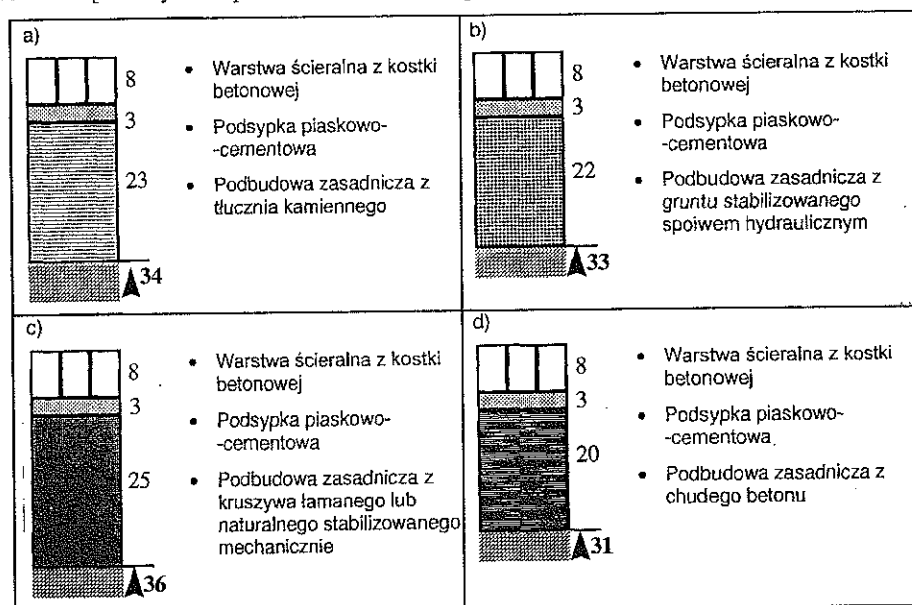 a)
8
3
23
34
• Warstwa ścieralna z kostki
betonowej
• Podsypka piaskowo-
-cementowa
• Podbudowa zasadnicza z
tłucznia kamiennego
b)
8
3
22
33
• Warstwa ścieralna z kostki
betonowej
• Podsypka piaskowo-
-cementowa
• Podbudowa zasadnicza z
gruntu stabilizowanego
spoiwem hydraulicznym
c)
8
3
25
36
• Warstwa ścieralna z kostki
betonowej
• Podsypka piaskowo-
-cementowa
• Podbudowa zasadnicza z
kruszywa łamanego lub
naturalnego stabilizowanego
mechanicznie
d)
8
3
20
31
• Warstwa ścieralna z kostki
betonowej
• Podsypka piaskowo-
-cementowa
• Podbudowa zasadnicza z
chudego betonu